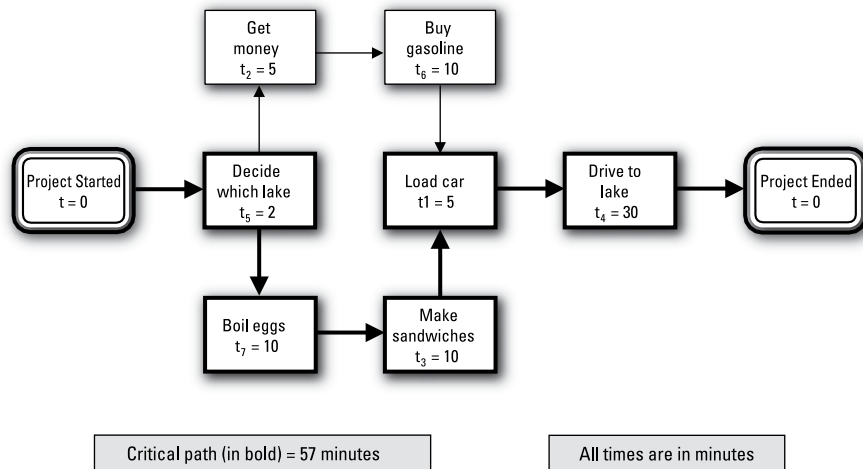 Get
money
t₂ = 5
Buy
gasoline
t₆ = 10
Project Started
t = 0
Decide
which lake
t₅ = 2
Load car
t1 = 5
Drive to
lake
t₄ = 30
Project Ended
t = 0
Boil eggs
t₇ = 10
Make
sandwiches
t₃ = 10
Critical path (in bold) = 57 minutes
All times are in minutes